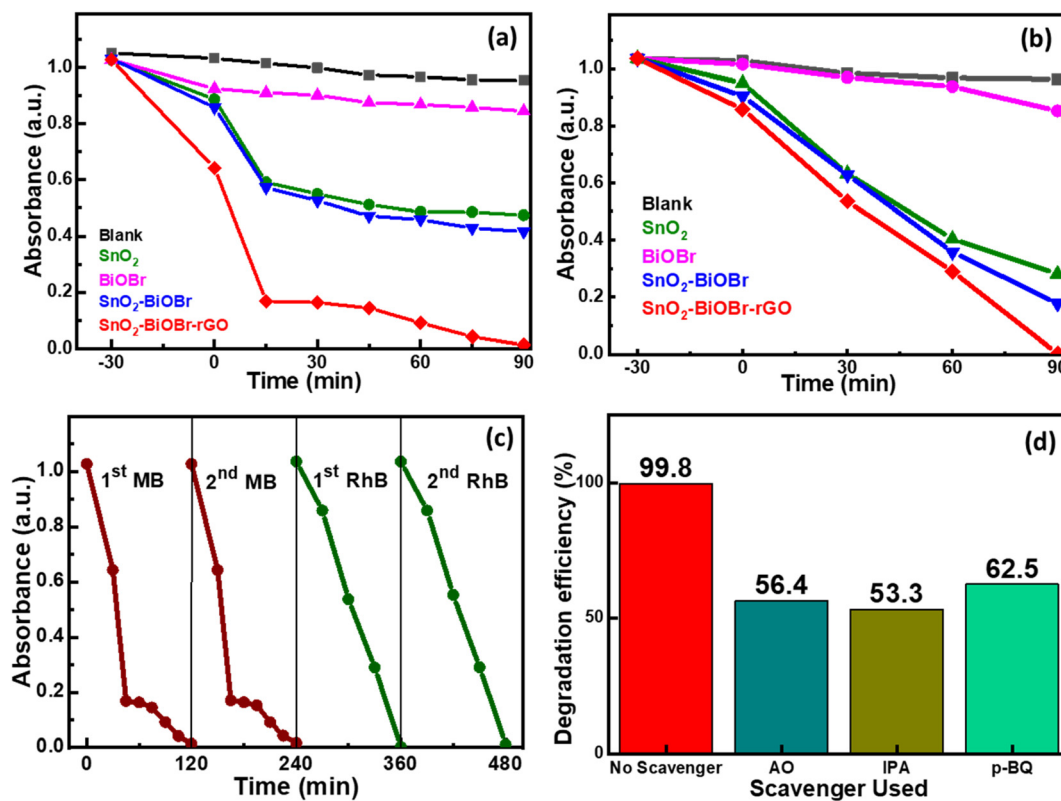 (a)
Absorbance (a.u.)
1.0
0.8
0.6
0.4
0.2
0.0
Blank
SnO₂
BiOBr
SnO₂-BiOBr
SnO₂-BiOBr-rGO
-30 0 30 60 90
Time (min)
(b)
Absorbance (a.u.)
1.0
0.8
0.6
0.4
0.2
0.0
Blank
SnO₂
BiOBr
SnO₂-BiOBr
SnO₂-BiOBr-rGO
-30 0 30 60 90
Time (min)
(c)
Absorbance (a.u.)
1.0
0.8
0.6
0.4
0.2
0.0
1st MB 2nd MB 1st RhB 2nd RhB
0 120 240 360 480
Time (min)
(d)
Degradation efficiency (%)
100
50
0
99.8
56.4
53.3
62.5
No Scavenger AO IPA p-BQ
Scavenger Used